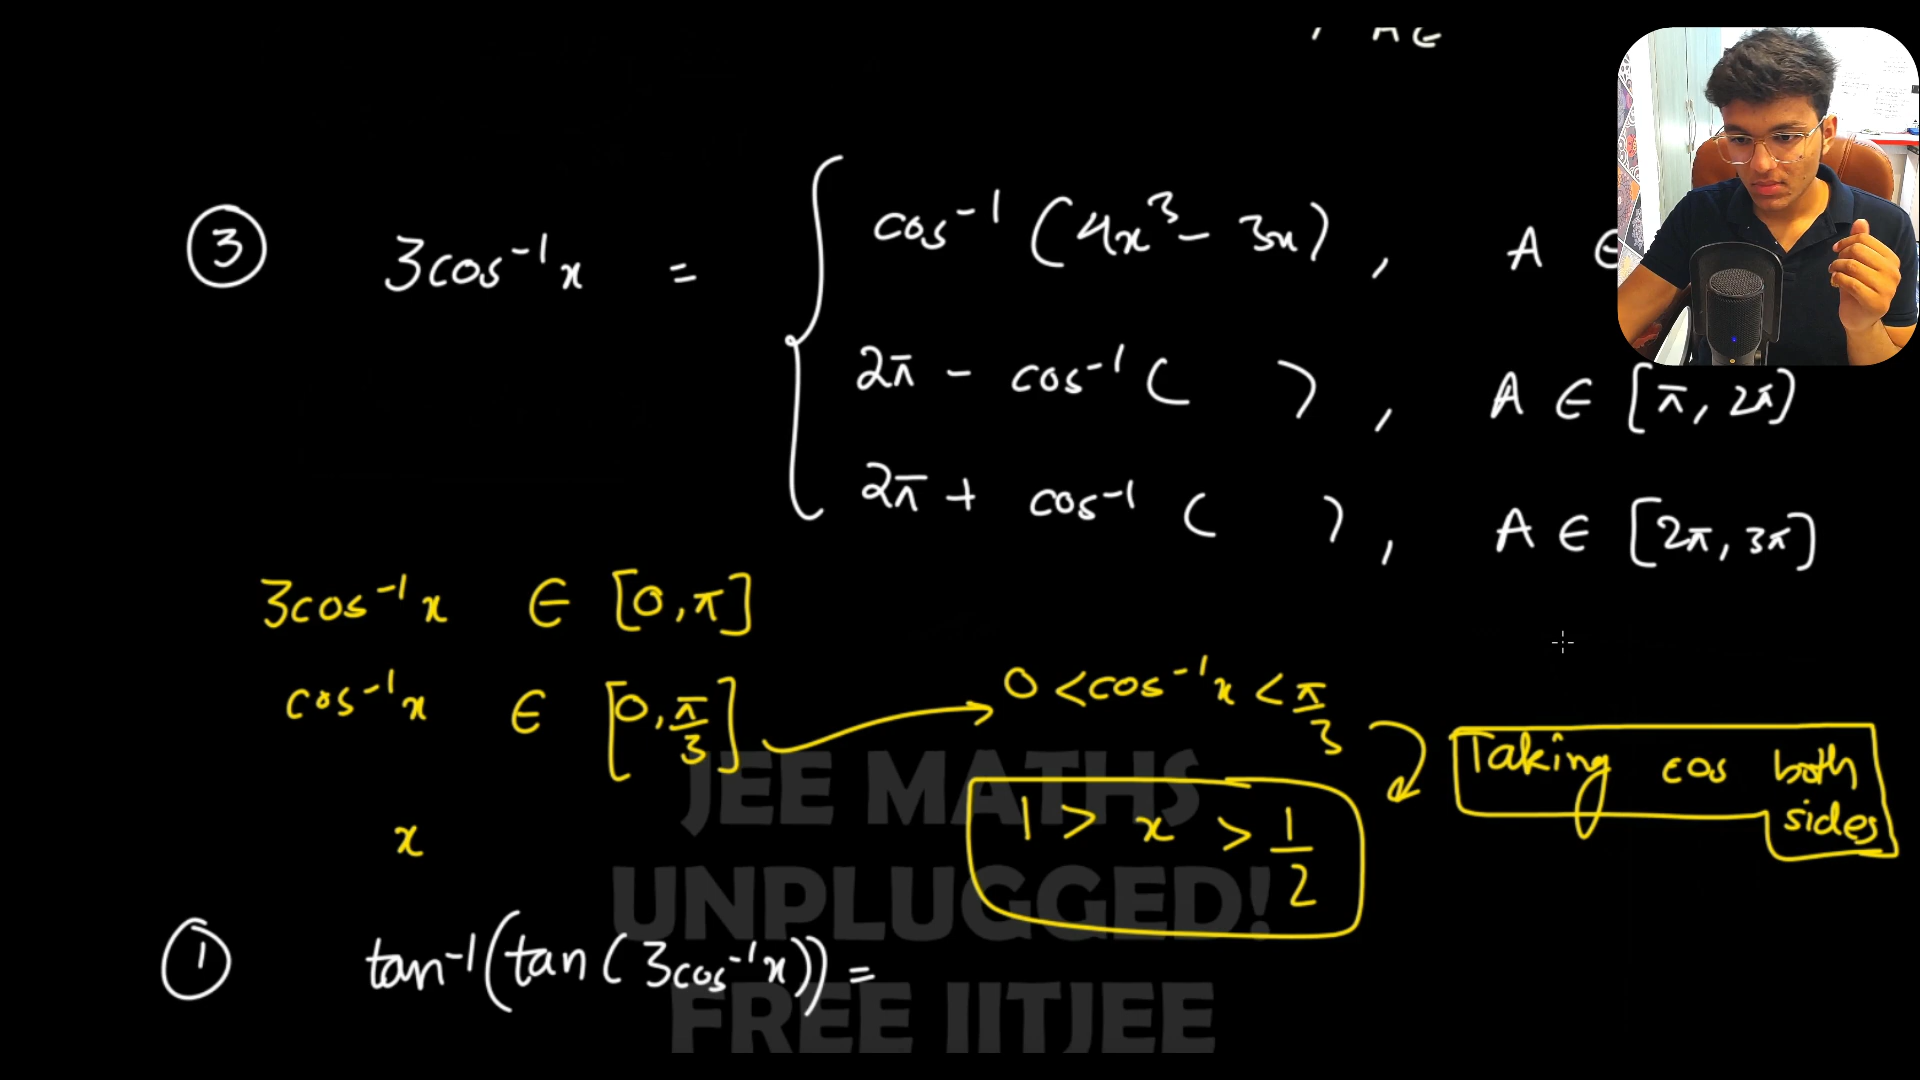 , A ∈
③ 3cos⁻¹x = { cos⁻¹ (4x³ - 3x) , A ∈
2π - cos⁻¹ ( ) , A ∈ [π, 2π]
2π + cos⁻¹ ( ) , A ∈ [2π, 3π]
3cos⁻¹x ∈ [0, π]
cos⁻¹x ∈ [0, π/3]
0 < cos⁻¹x < π/3
Taking cos both
sides
x
1 > x > 1/2
① tan⁻¹(tan(3cos⁻¹x)) =
JEE MATHS
UNPLUGGED!
FREE IITJEE